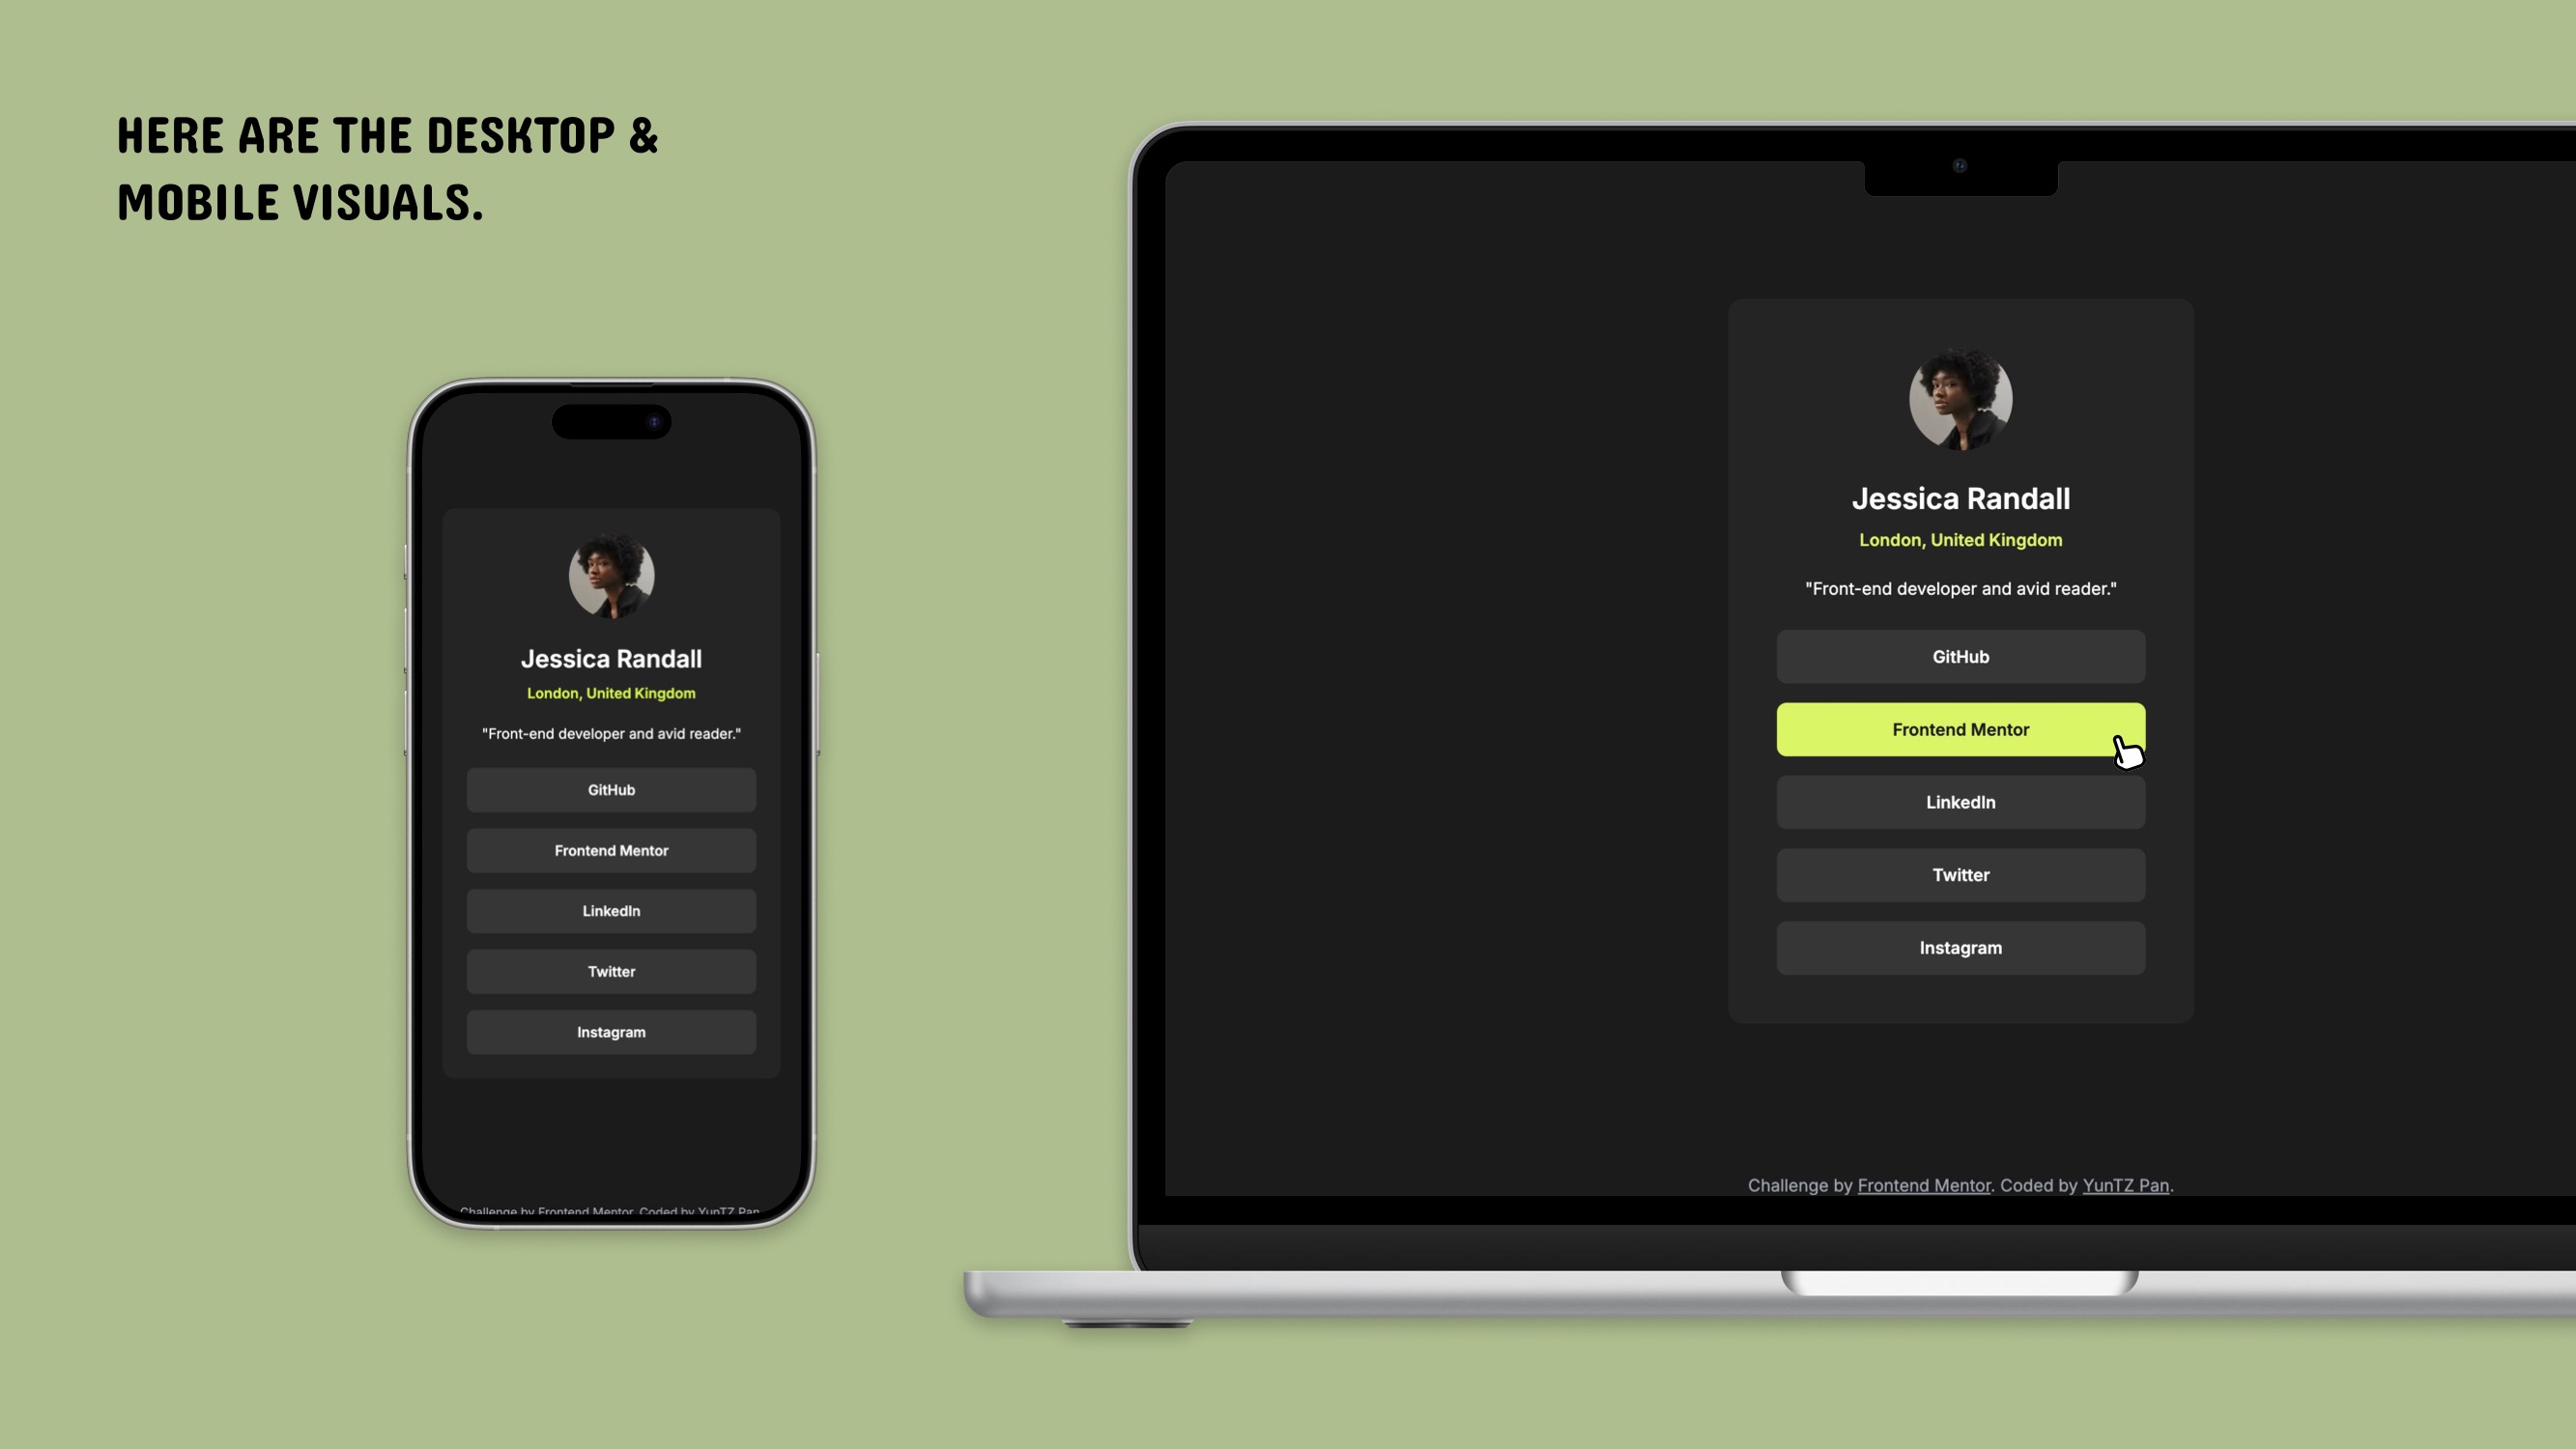 HERE ARE THE DESKTOP &
MOBILE VISUALS.
Jessica Randall
London, United Kingdom
"Front-end developer and avid reader."
GitHub
Frontend Mentor
LinkedIn
Twitter
Instagram
Challenge by Frontend Mentor. Coded by YunTZ Pan.
Jessica Randall
London, United Kingdom
"Front-end developer and avid reader."
GitHub
Frontend Mentor
LinkedIn
Twitter
Instagram
Challenge by Frontend Mentor. Coded by YunTZ Pan.